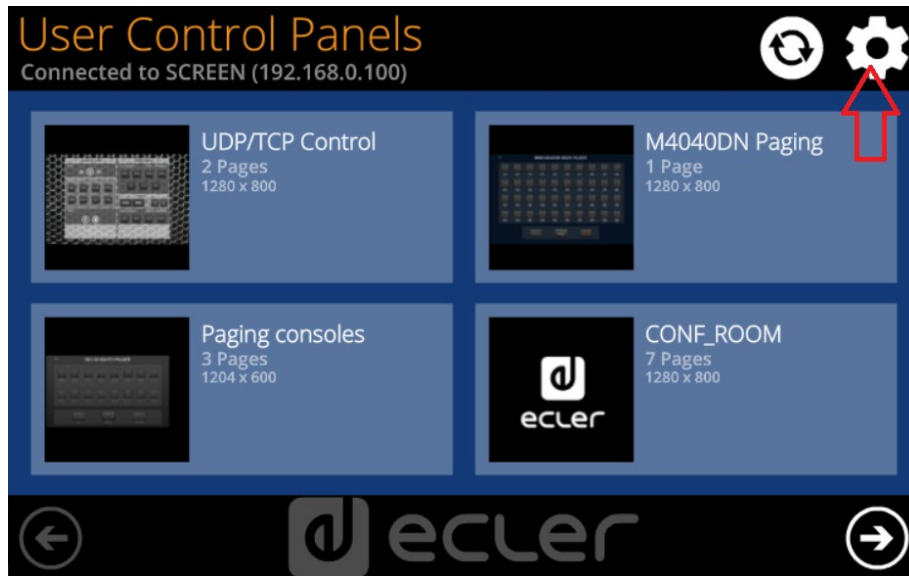 User Control Panels
Connected to SCREEN (192.168.0.100)
UDP/TCP Control
2 Pages
1280 x 800
M4040DN Paging
1 Page
1280 x 800
Paging consoles
3 Pages
1204 x 600
CONF_ROOM
7 Pages
1280 x 800
ecler
ecler